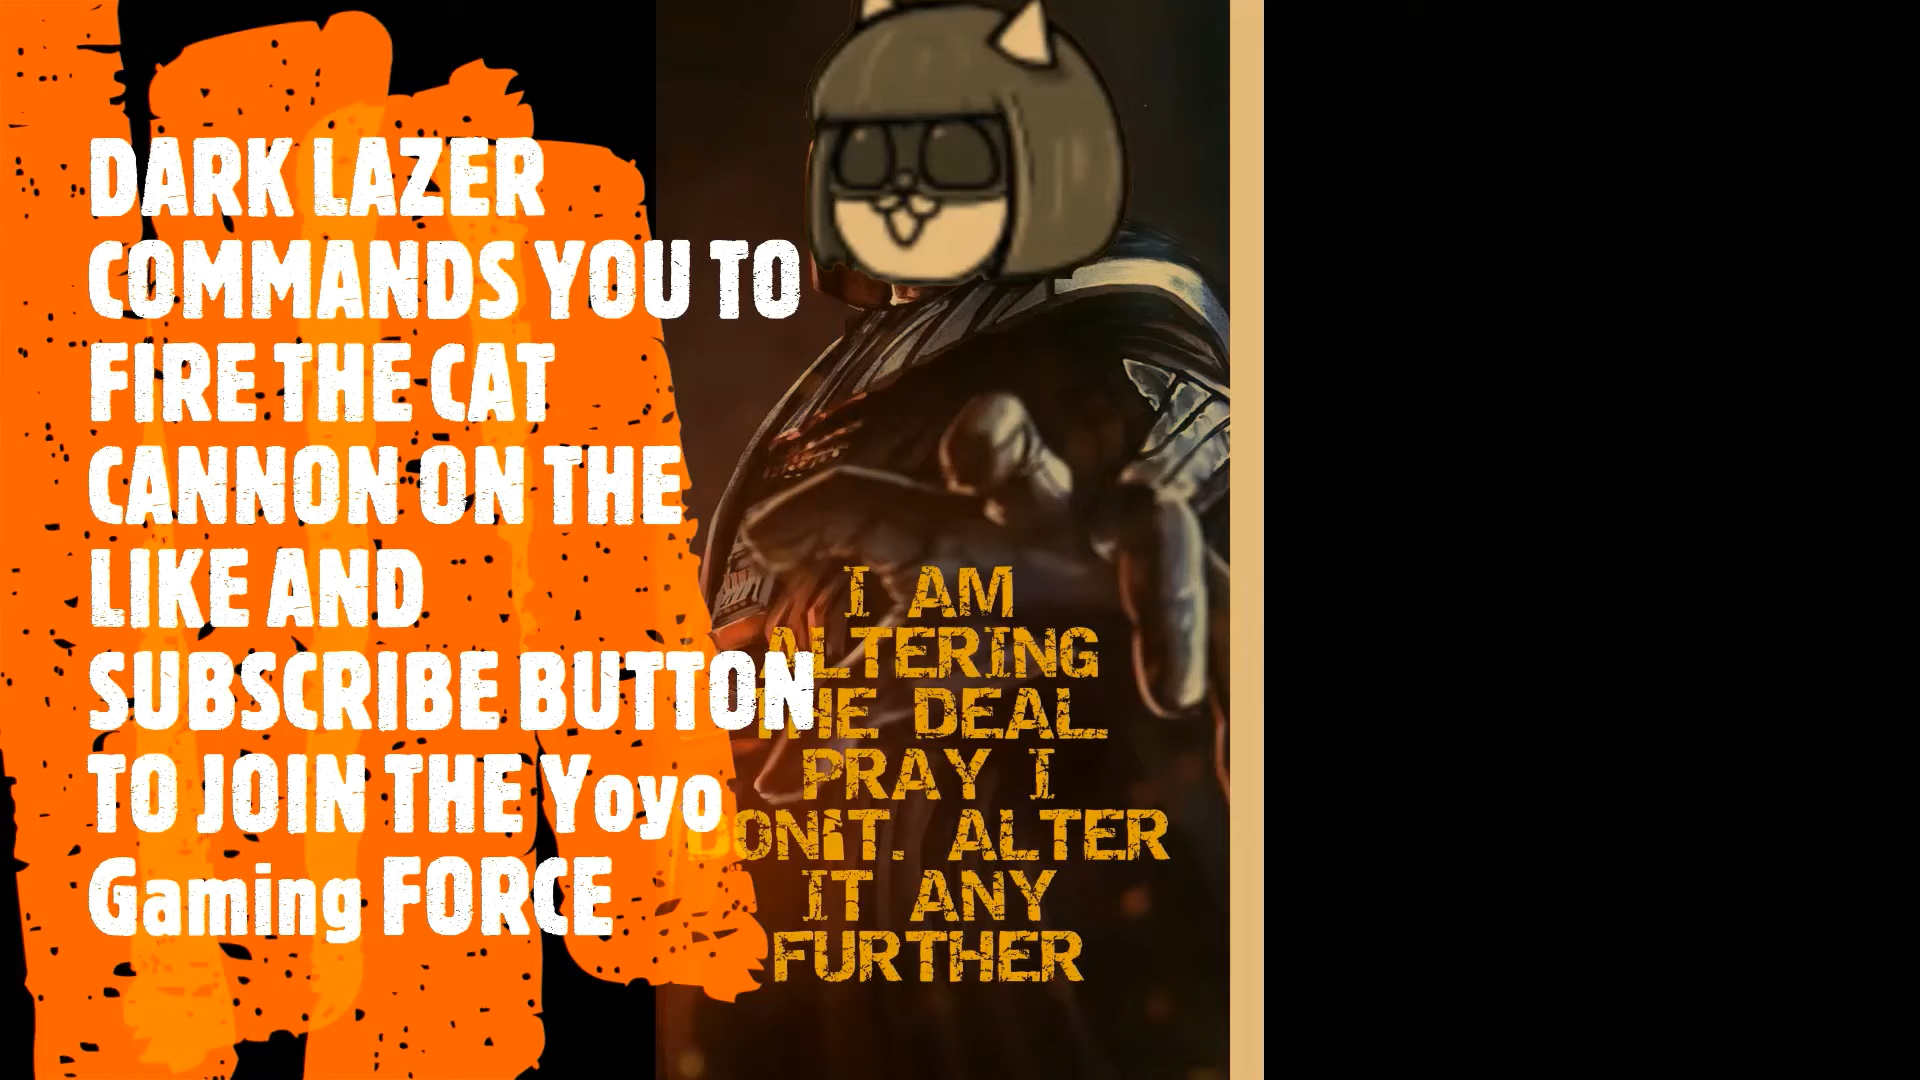 DARK LAZER
COMMANDS YOU TO
FIRE THE CAT
CANNON ON THE
LIKE AND
SUBSCRIBE BUTTON
TO JOIN THE Yoyo
Gaming FORCE
I AM
ALTERING
THE DEAL.
PRAY I
DON'T. ALTER
IT ANY
FURTHER